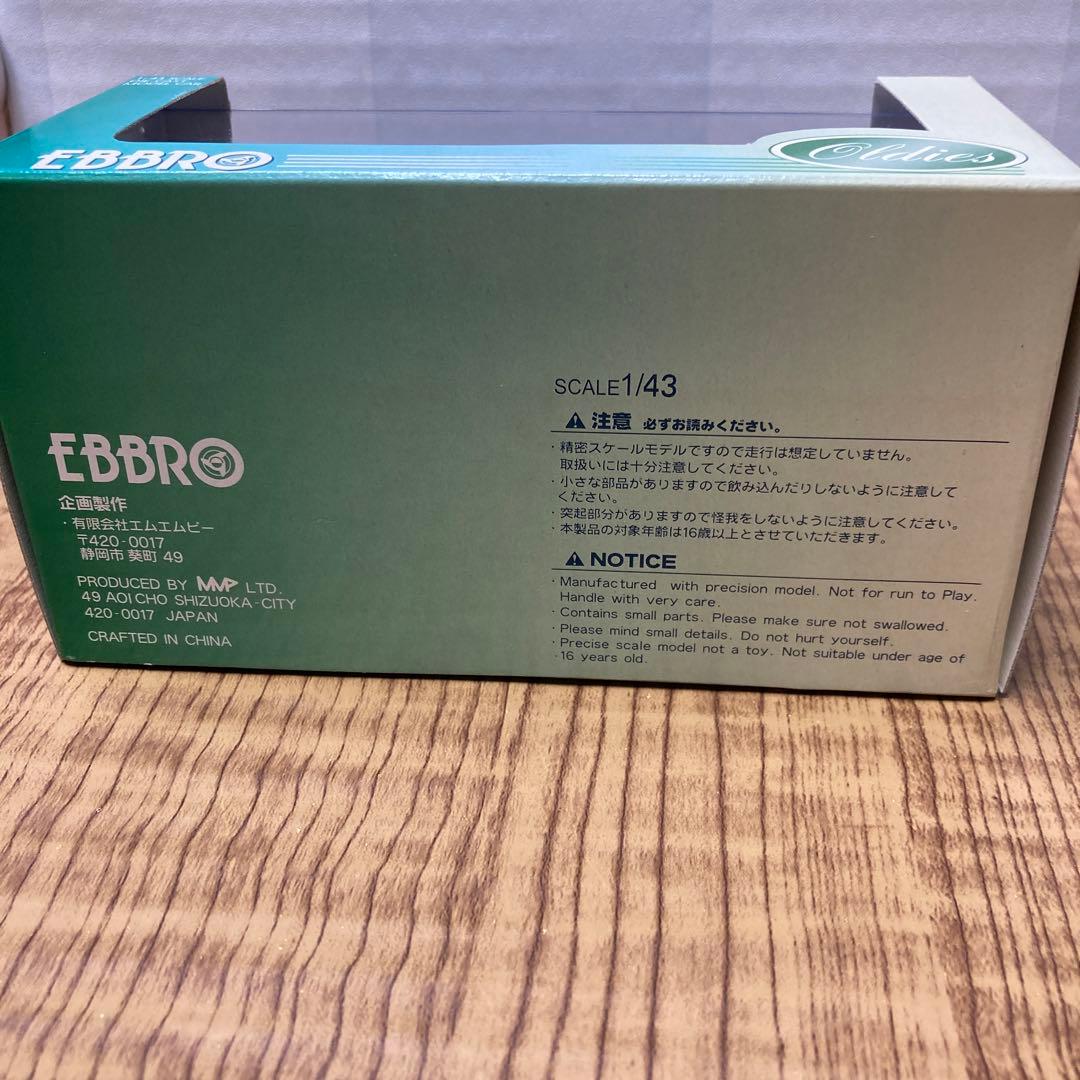 EBBRO
Oldies
SCALE1/43
注意 必ずお読みください。
・精密スケールモデルですので走行は想定していません。
取扱いには十分注意してください。
・小さな部品がありますので飲み込んだりしないように注意して
ください。
・突起部分がありますので怪我をしないように注意してください。
・本製品の対象年齢は16歳以上とさせていただきます。
NOTICE
・Manufactured with precision model. Not for run to Play.
Handle with very care.
・Contains small parts. Please make sure not swallowed.
・Please mind small details. Do not hurt yourself.
・Precise scale model not a toy. Not suitable under age of
・16 years old.
EBBRO
企画製作
・有限会社エムエムピー
〒420-0017
静岡市 葵町 49
PRODUCED BY MMP LTD.
49 AOI CHO SHIZUOKA-CITY
420-0017 JAPAN
CRAFTED IN CHINA